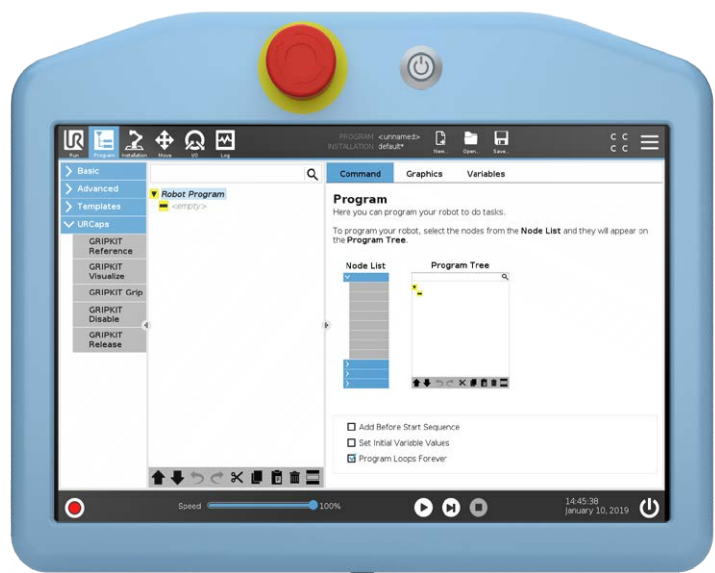 UR
Run
Program
Installation
Move
I/O
Log
PROGRAM <unnamed>
INSTALLATION default*
New...
Open...
Save...
C C
C C
Basic
Advanced
Templates
URCaps
GRIPKIT
Reference
GRIPKIT
Visualize
GRIPKIT Grip
GRIPKIT
Disable
GRIPKIT
Release
Robot Program
<empty>
Command Graphics Variables
Program
Here you can program your robot to do tasks.
To program your robot, select the nodes from the Node List and they will appear on
the Program Tree.
Node List
Program Tree
Add Before Start Sequence
Set Initial Variable Values
Program Loops Forever
Speed
100%
14:45:38
January 10, 2019